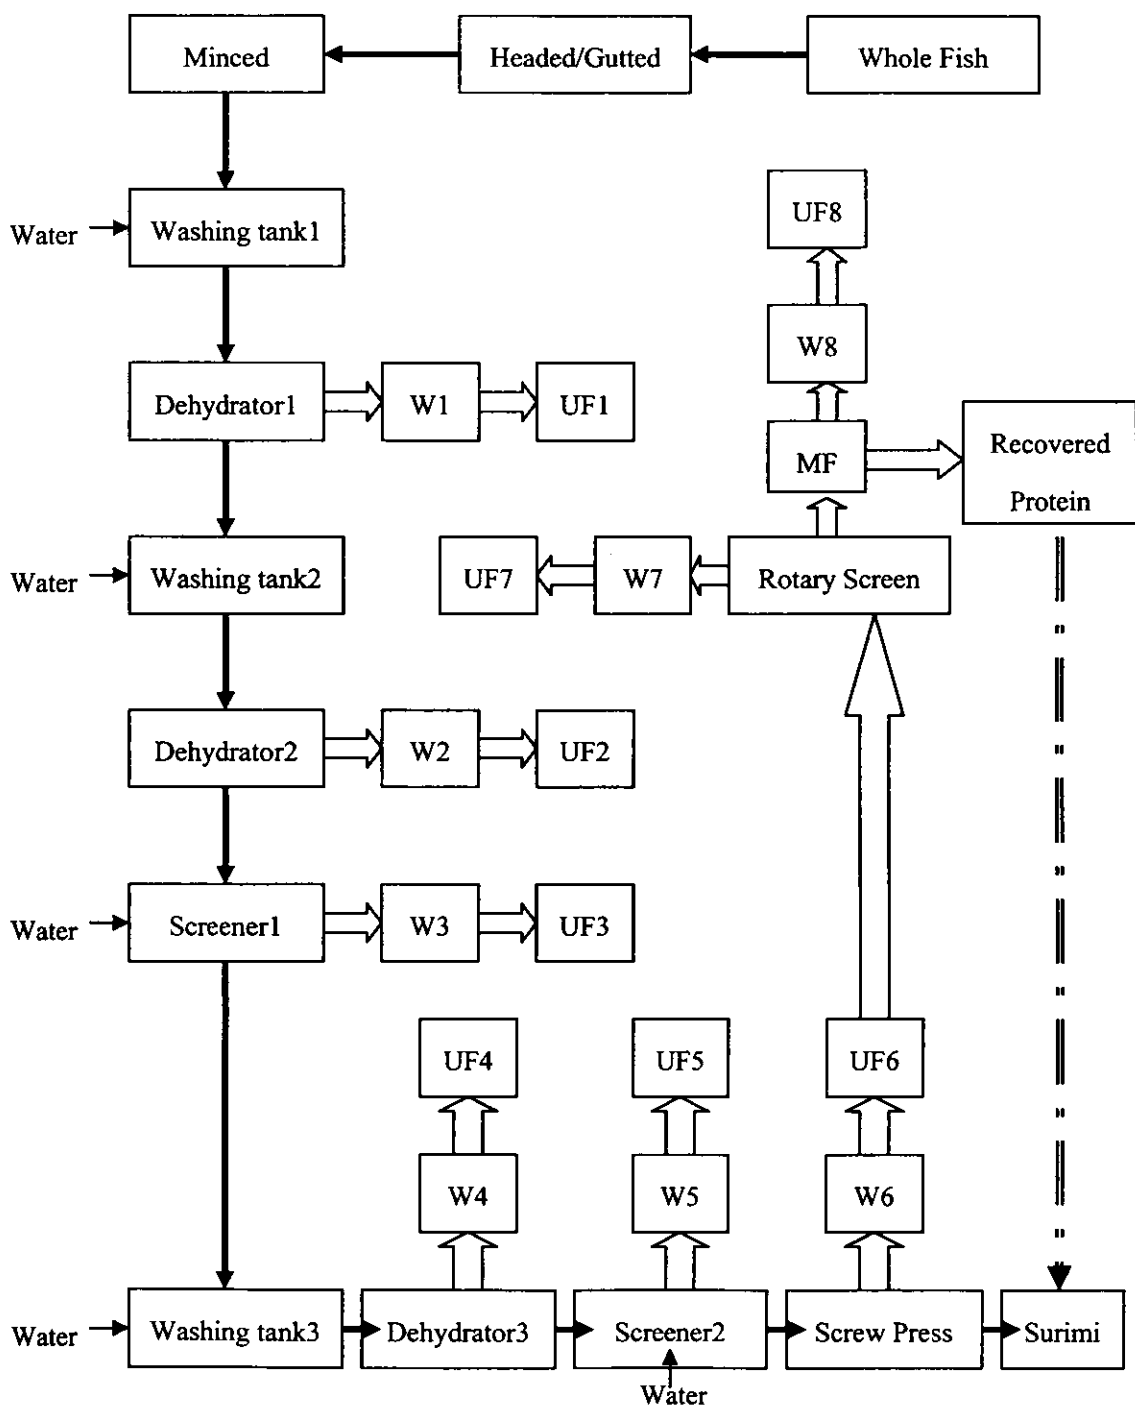 Minced
Headed/Gutted
Whole Fish
Water
Washing tank1
UF8
W8
Dehydrator1
W1
UF1
MF
Recovered
Protein
Water
Washing tank2
UF7
W7
Rotary Screen
Dehydrator2
W2
UF2
Water
Screener1
W3
UF3
UF4
UF5
UF6
W4
W5
W6
Water
Washing tank3
Dehydrator3
Screener2
Screw Press
Surimi
Water